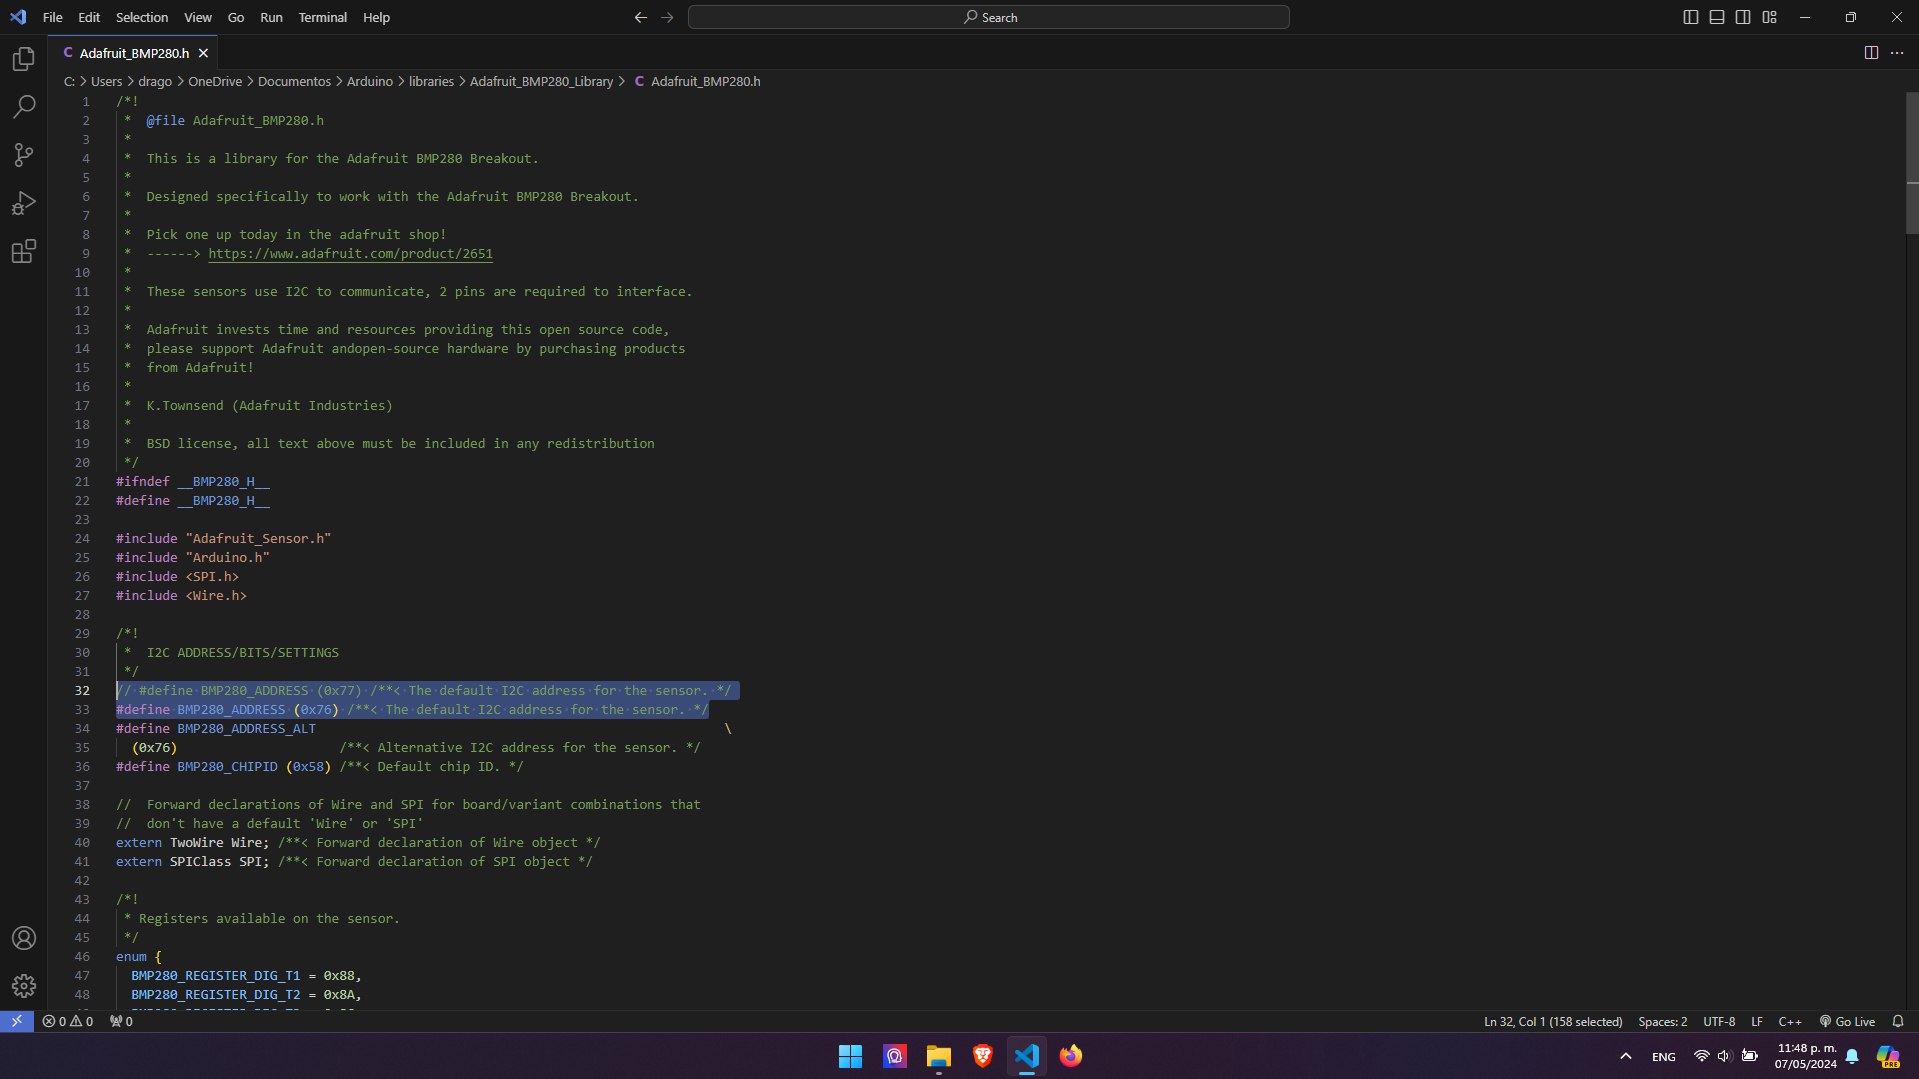 File Edit Selection View Go Run Terminal Help Search
Adafruit_BMP280.h
C: > Users > drago > OneDrive > Documentos > Arduino > libraries > Adafruit_BMP280_Library > C Adafruit_BMP280.h
1 /*!
2 *  @file Adafruit_BMP280.h
3 *
4 *  This is a library for the Adafruit BMP280 Breakout.
5 *
6 *  Designed specifically to work with the Adafruit BMP280 Breakout.
7 *
8 *  Pick one up today in the adafruit shop!
9 *  ------> https://www.adafruit.com/product/2651
10 *
11 *  These sensors use I2C to communicate, 2 pins are required to interface.
12 *
13 *  Adafruit invests time and resources providing this open source code,
14 *  please support Adafruit andopen-source hardware by purchasing products
15 *  from Adafruit!
16 *
17 *  K.Townsend (Adafruit Industries)
18 *
19 *  BSD license, all text above must be included in any redistribution
20 */
21 #ifndef __BMP280_H__
22 #define __BMP280_H__
23
24 #include "Adafruit_Sensor.h"
25 #include "Arduino.h"
26 #include <SPI.h>
27 #include <Wire.h>
28
29 /*!
30 *  I2C ADDRESS/BITS/SETTINGS
31 */
32 // #define BMP280_ADDRESS (0x77) /**< The default I2C address for the sensor. */
33 #define BMP280_ADDRESS (0x76) /**< The default I2C address for the sensor. */
34 #define BMP280_ADDRESS_ALT \
35 (0x76) /**< Alternative I2C address for the sensor. */
36 #define BMP280_CHIPID (0x58) /**< Default chip ID. */
37
38 //  Forward declarations of Wire and SPI for board/variant combinations that
39 //  don't have a default 'Wire' or 'SPI'
40 extern TwoWire Wire; /**< Forward declaration of Wire object */
41 extern SPIClass SPI; /**< Forward declaration of SPI object */
42
43 /*!
44 * Registers available on the sensor.
45 */
46 enum {
47 BMP280_REGISTER_DIG_T1 = 0x88,
48 BMP280_REGISTER_DIG_T2 = 0x8A,
0 0 0 Ln 32, Col 1 (158 selected) Spaces: 2 UTF-8 LF C++ Go Live
ENG 11:48 p. m.
07/05/2024
PRE